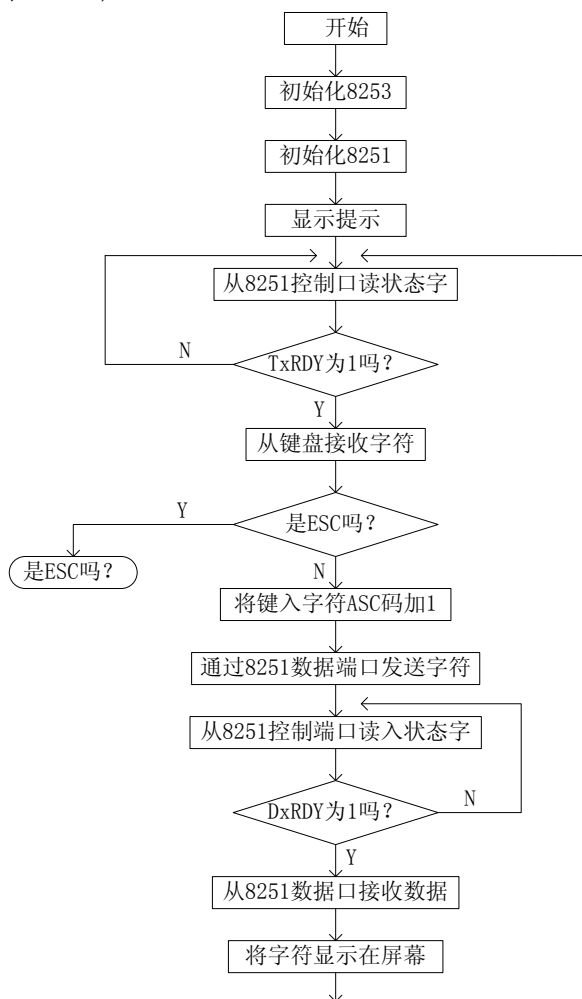 开始
初始化8253
初始化8251
显示提示
从8251控制口读状态字
N
TxRDY为1吗?
Y
从键盘接收字符
Y
是ESC吗?
是ESC吗?
N
将键入字符ASC码加1
通过8251数据端口发送字符
从8251控制端口读入状态字
N
DxRDY为1吗?
Y
从8251数据口接收数据
将字符显示在屏幕